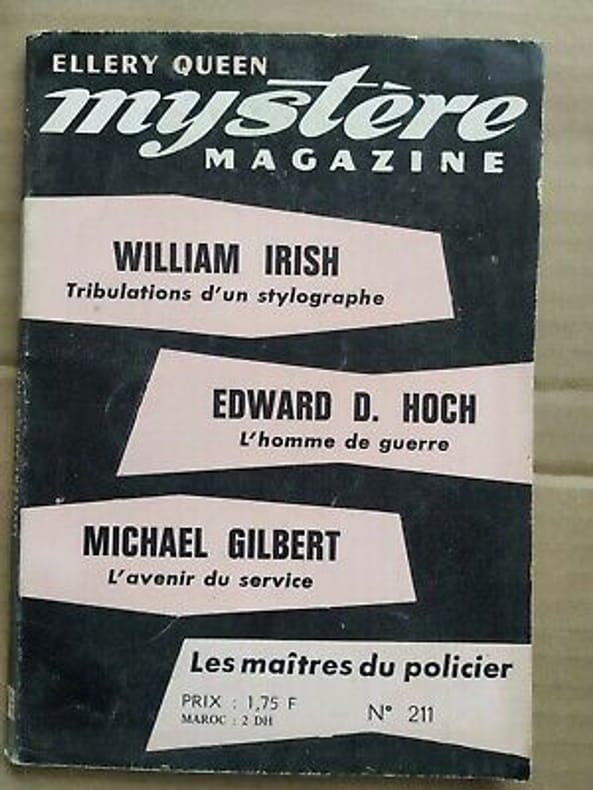 ELLERY QUEEN
mystère
MAGAZINE
WILLIAM IRISH
Tribulations d'un stylographe
EDWARD D. HOCH
L'homme de guerre
MICHAEL GILBERT
L'avenir du service
Les maîtres du policier
PRIX : 1,75 F
MAROC : 2 DH
N° 211